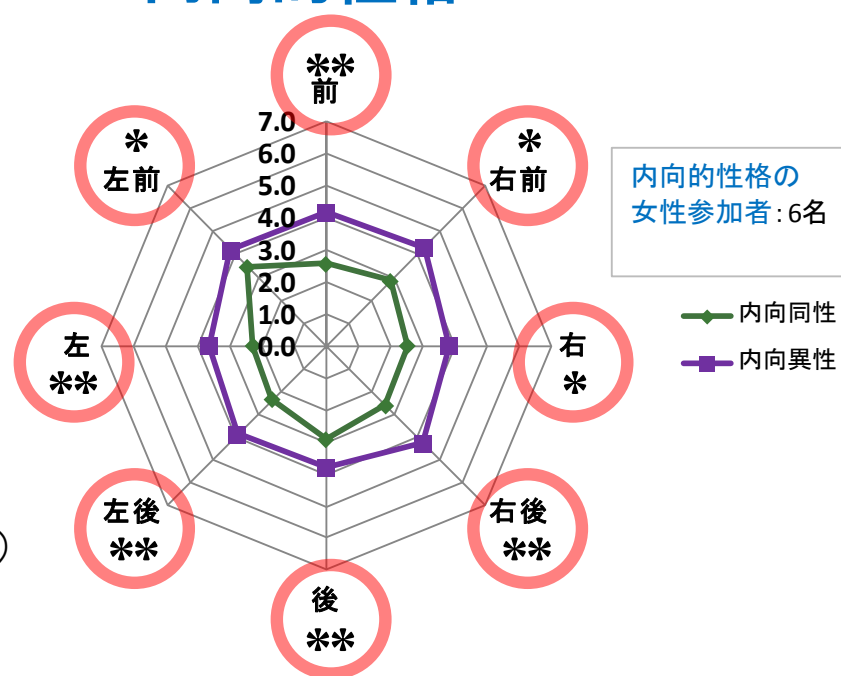 **
前
*
左前
*
右前
7.0
6.0
5.0
4.0
3.0
2.0
1.0
0.0
左
**
右
*
左後
**
右後
**
後
**
内向的性格の
女性参加者:6名
内向同性
内向異性
)